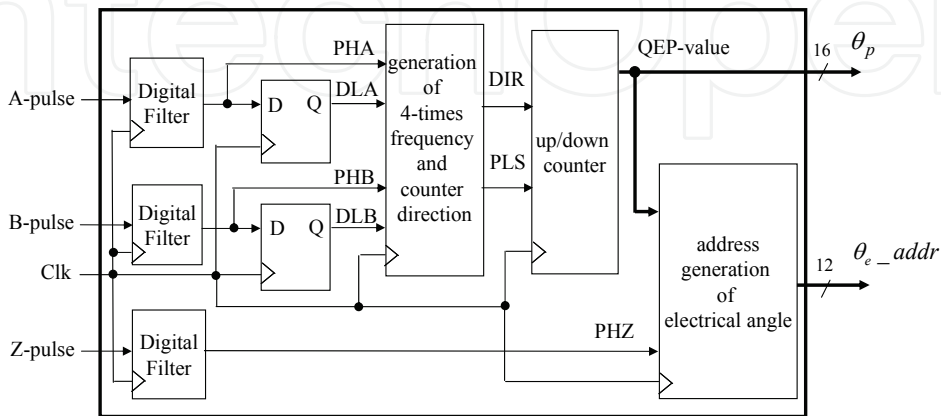 A-pulse
Digital
Filter
PHA
D Q
DLA
generation
of
4-times
frequency
and
counter
direction
DIR
PLS
up/down
counter
QEP-value
16
θp
B-pulse
Digital
Filter
PHB
D Q
DLB
Clk
address
generation
of
electrical angle
12
θe_addr
Z-pulse
Digital
Filter
PHZ